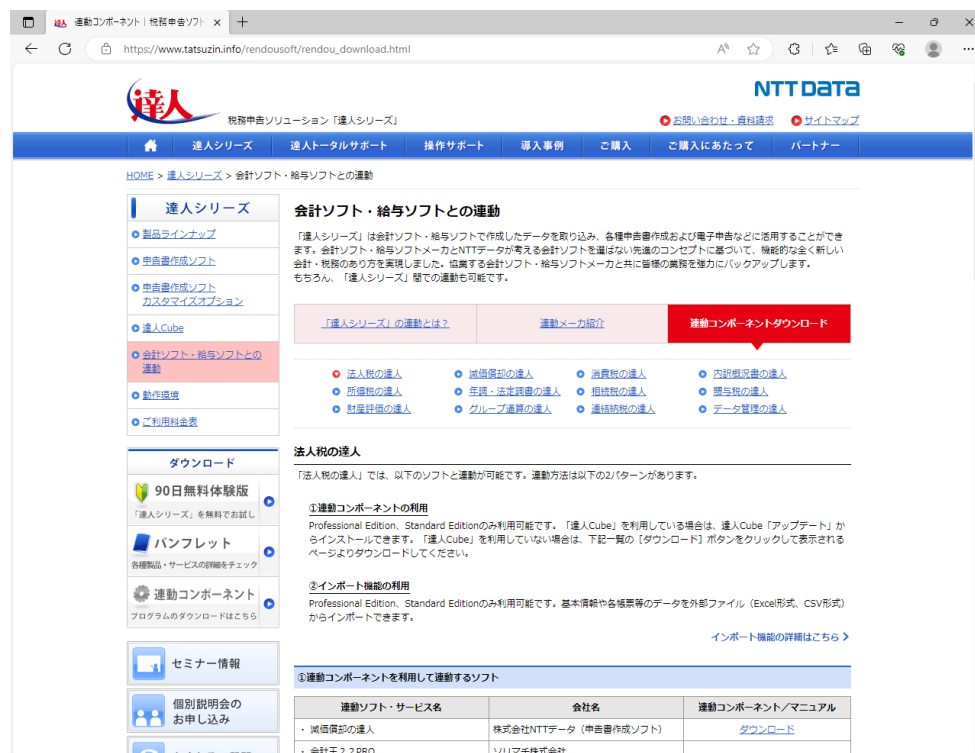 連動コンポーネント｜税務申告ソフト
https://www.tatsuzin.info/rendousoft/rendou_download.html
達人
税務申告ソリューション「達人シリーズ」
NTT DATA
お問い合わせ・資料請求
サイトマップ
達人シリーズ
達人トータルサポート
操作サポート
導入事例
ご購入
ご購入にあたって
パートナー
HOME > 達人シリーズ > 会計ソフト・給与ソフトとの連動
達人シリーズ
製品ラインナップ
申告書作成ソフト
申告書作成ソフト
カスタマイズオプション
達人Cube
会計ソフト・給与ソフトとの
連動
動作環境
ご利用料金表
ダウンロード
90日無料体験版
「達人シリーズ」を無料でお試し
パンフレット
各種製品・サービスの詳細をチェック
連動コンポーネント
プログラムのダウンロードはこちら
セミナー情報
個別説明会の
お申し込み
会計ソフト・給与ソフトとの連動
「達人シリーズ」は会計ソフト・給与ソフトで作成したデータを取り込み、各種申告書作成および電子申告などに活用することができ
ます。会計ソフト・給与ソフトメーカとNTTデータが考える会計ソフトを選ばない先進のコンセプトに基づいて、機能的な全く新しい
会計・税務のあり方を実現しました。協業する会計ソフト・給与ソフトメーカと共に皆様の業務を強力にバックアップします。
もちろん、「達人シリーズ」間での連動も可能です。
「達人シリーズ」の連動とは？
連動メーカ紹介
連動コンポーネントダウンロード
法人税の達人
減価償却の達人
消費税の達人
内訳概況書の達人
所得税の達人
年調・法定調書の達人
相続税の達人
贈与税の達人
財産評価の達人
グループ通算の達人
連結納税の達人
データ管理の達人
法人税の達人
「法人税の達人」では、以下のソフトと連動が可能です。連動方法は以下の2パターンがあります。
①連動コンポーネントの利用
Professional Edition、Standard Editionのみ利用可能です。「達人Cube」を利用している場合は、達人Cube「アップデート」か
らインストールできます。「達人Cube」を利用していない場合は、下記一覧の［ダウンロード］ボタンをクリックして表示される
ページよりダウンロードしてください。
②インポート機能の利用
Professional Edition、Standard Editionのみ利用可能です。基本情報や各帳票等のデータを外部ファイル（Excel形式、CSV形式）
からインポートできます。
インポート機能の詳細はこちら
①連動コンポーネントを利用して連動するソフト
連動ソフト・サービス名
会社名
連動コンポーネント／マニュアル
・ 減価償却の達人
株式会社NTTデータ（申告書作成ソフト）
ダウンロード
・ 会計王２２PRO
ソリマチ株式会社